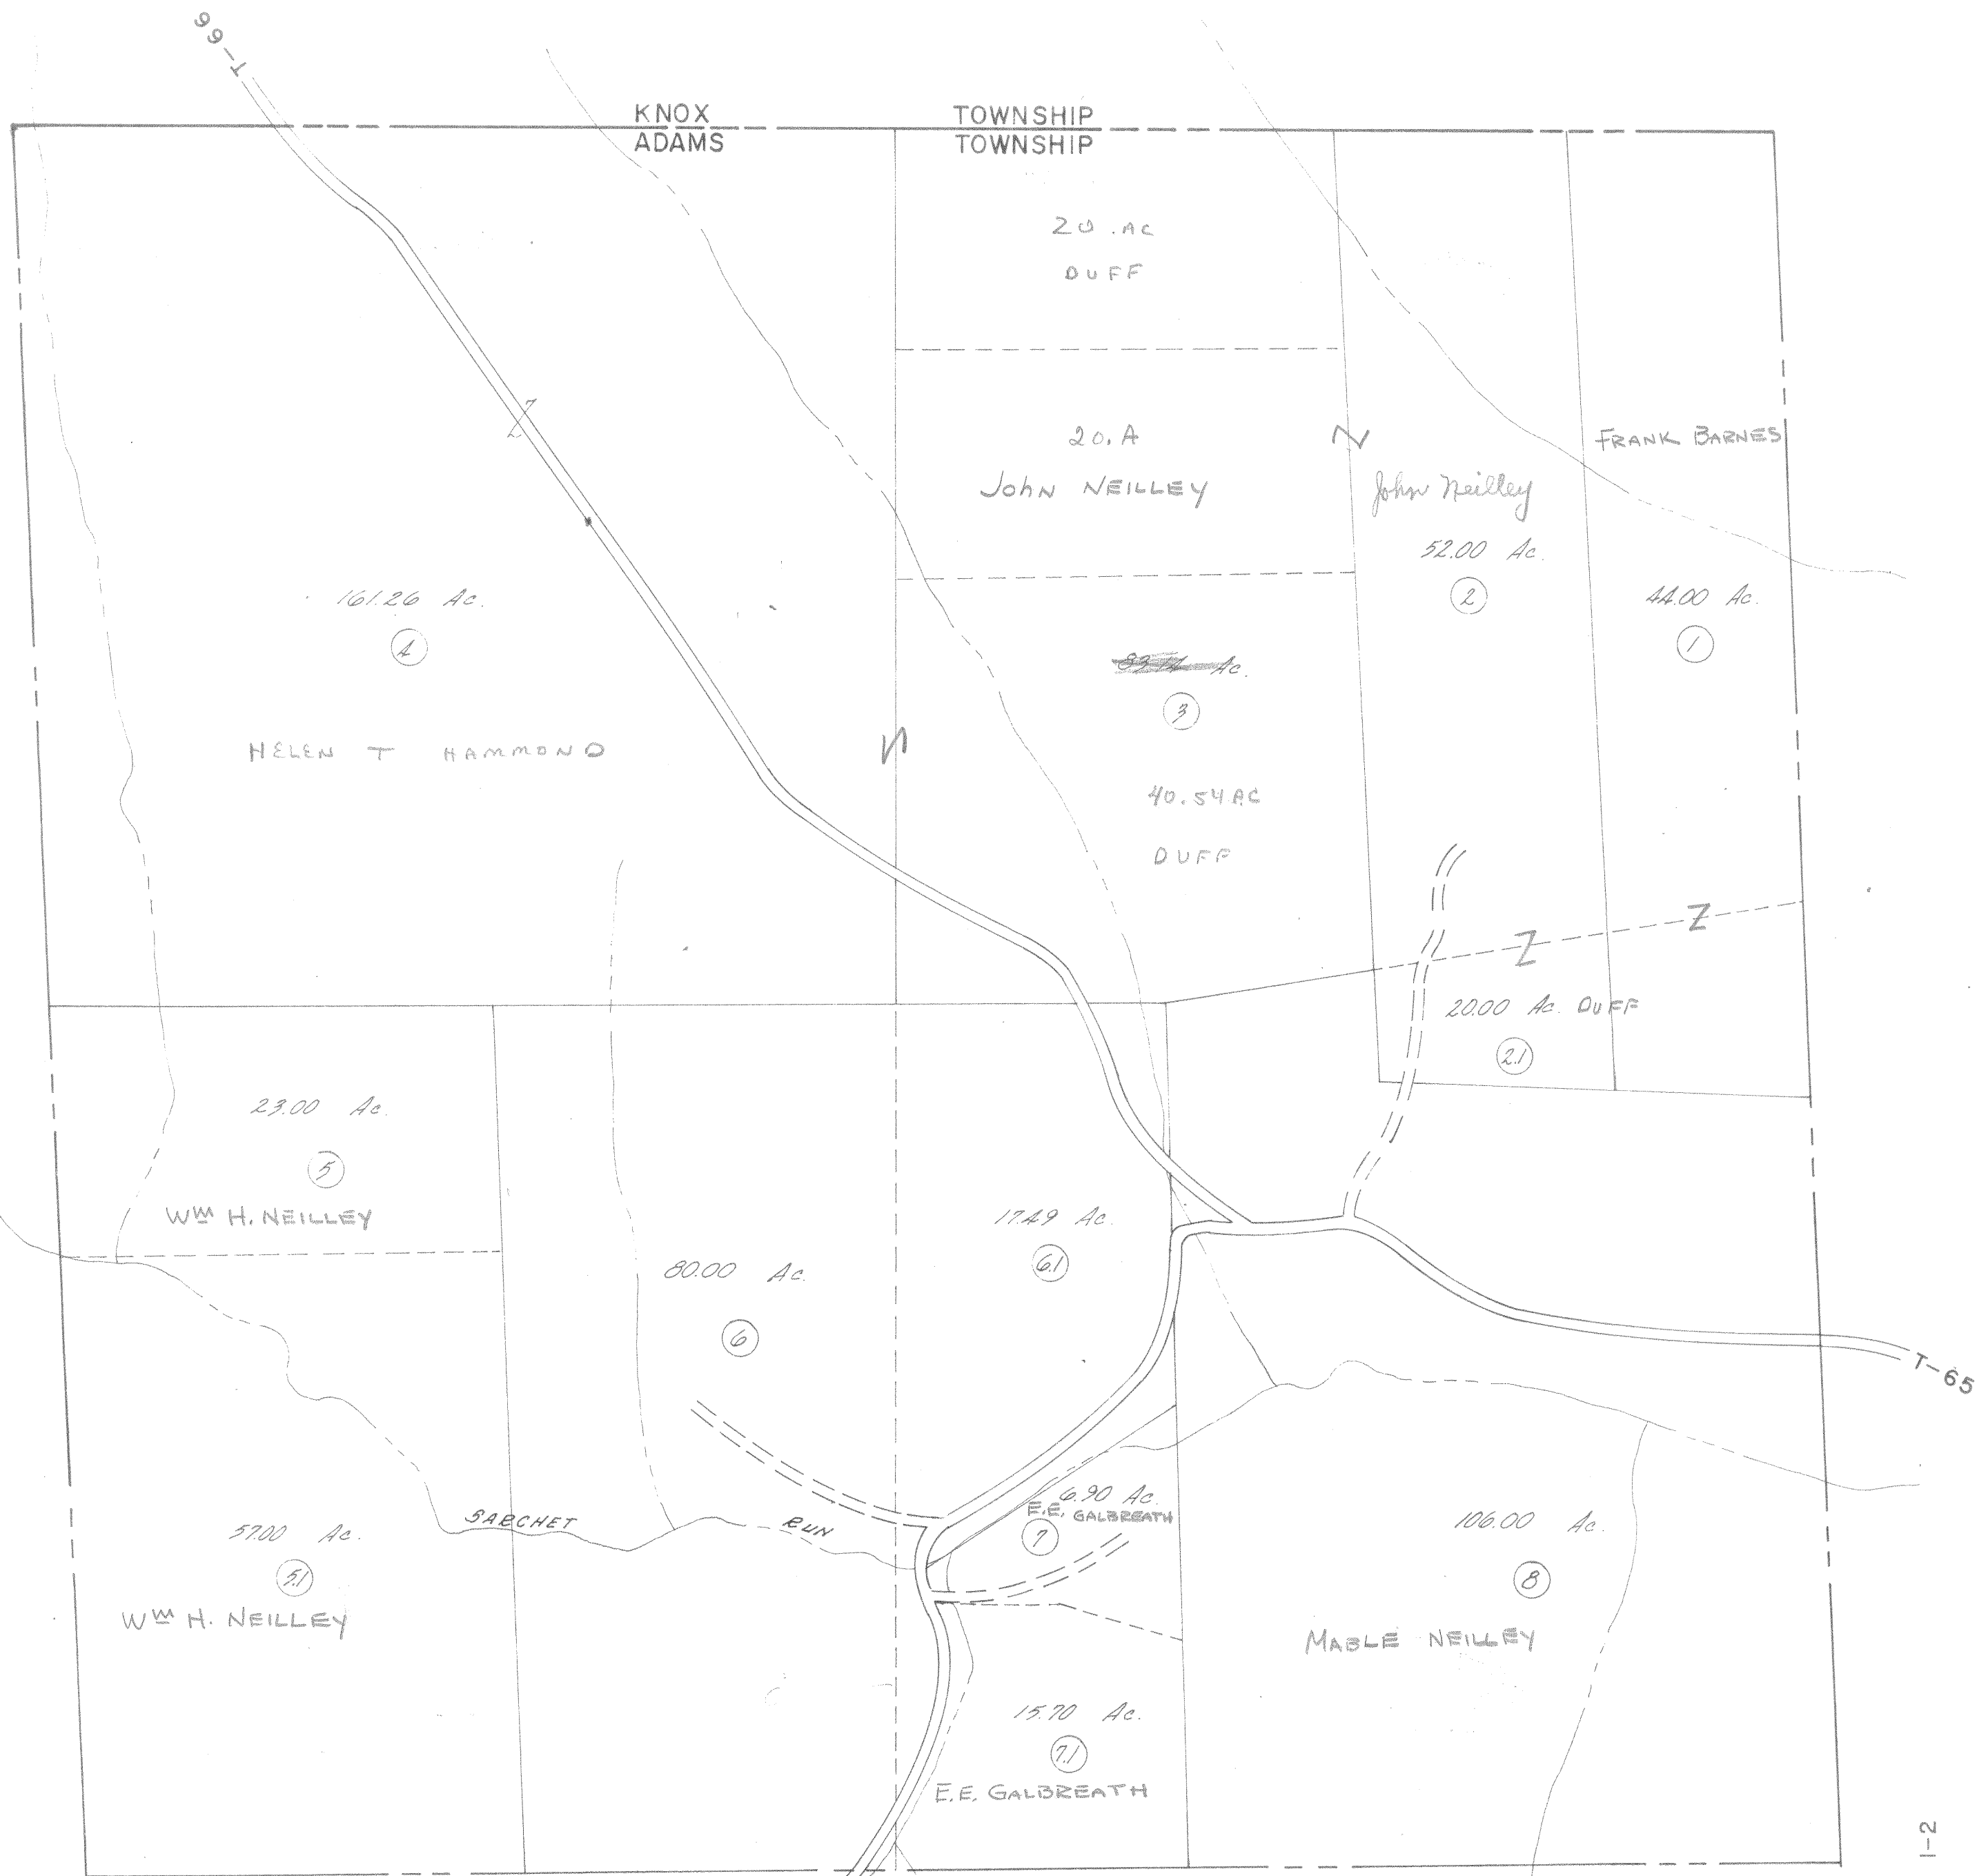 T-66
KNOX TOWNSHIP
ADAMS TOWNSHIP
20 . AC
DUFF
20. A
John NEILLEY
John Neilley
52.00 Ac.
2
FRANK BARNES
44.00 Ac.
1
161.26 Ac.
4
HELEN T HAMMOND
Ac.
3
40.54 AC
DUFF
20.00 Ac. DUFF
2.1
23.00 Ac.
5
Wm H. NEILLEY
80.00 Ac.
6
17.49 Ac.
6.1
T-65
57.00 Ac.
5.1
Wm H. NEILLEY
SARCHET RUN
6.90 Ac.
E.E. GALBREATH
7
106.00 Ac.
8
MABLE NEILLEY
15.70 Ac.
7.1
E.E. GALBREATH
1-2